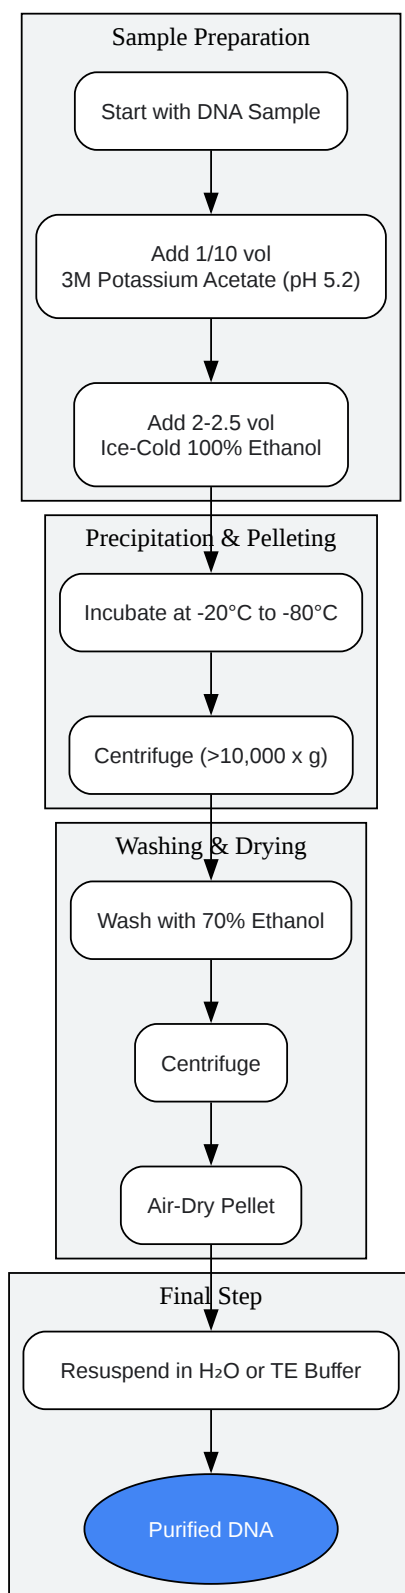 Sample Preparation
Start with DNA Sample
Add 1/10 vol
3M Potassium Acetate (pH 5.2)
Add 2-2.5 vol
Ice-Cold 100% Ethanol
Precipitation & Pelleting
Incubate at -20°C to -80°C
Centrifuge (>10,000 x g)
Washing & Drying
Wash with 70% Ethanol
Centrifuge
Air-Dry Pellet
Final Step
Resuspend in H₂O or TE Buffer
Purified DNA